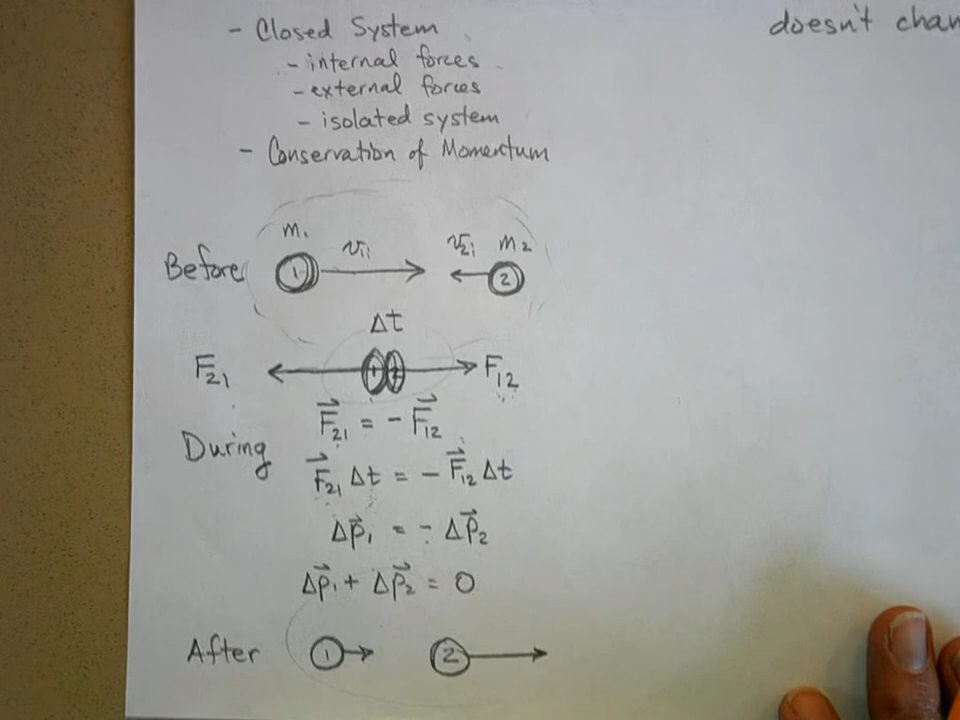 - Closed System
- internal forces
- external forces
- isolated system
- Conservation of Momentum
doesn't chan
m₁
v₁ᵢ
v₂ᵢ m₂
Before 1 2
Δt
F₂₁ 1 2 F₁₂
F⃗₂₁ = - F⃗₁₂
During
F⃗₂₁ Δt = - F⃗₁₂ Δt
Δp⃗₁ = - Δp⃗₂
Δp⃗₁ + Δp⃗₂ = 0
After 1 2